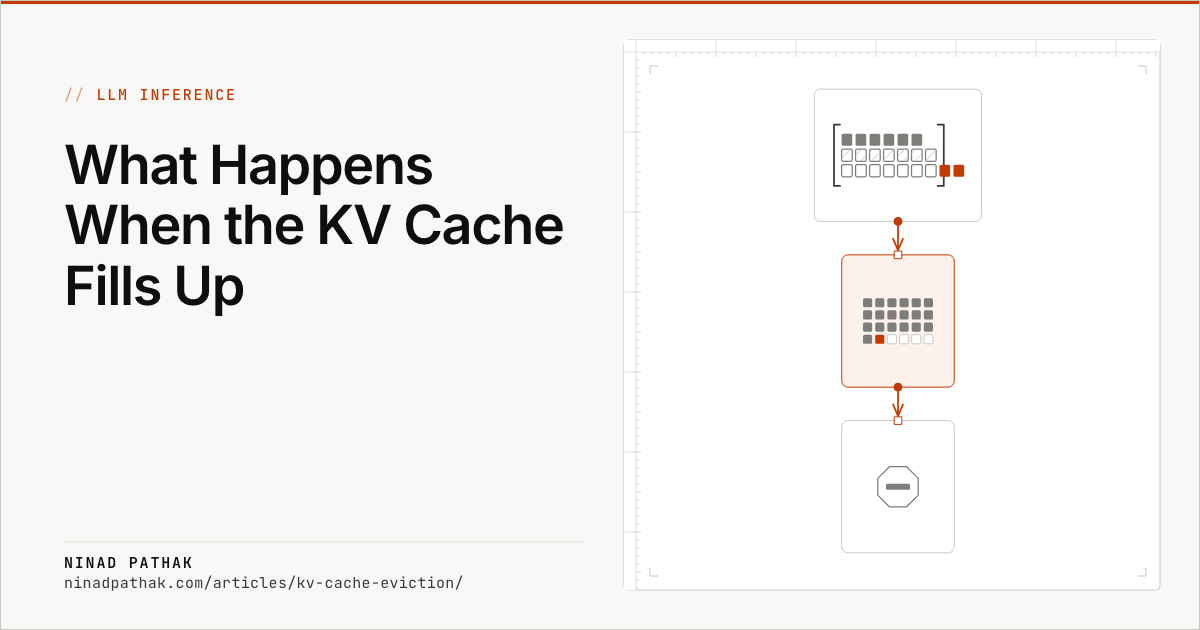 // LLM INFERENCE
What Happens
When the KV Cache
Fills Up
NINAD PATHAK
ninadpathak.com/articles/kv-cache-eviction/